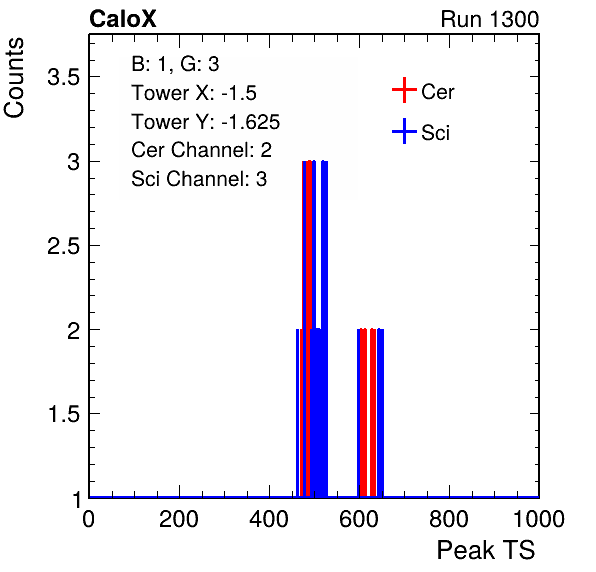 CaloX Run 1300
Counts
B: 1, G: 3
Tower X: -1.5
Tower Y: -1.625
Cer Channel: 2
Sci Channel: 3
Cer
Sci
3.5
3
2.5
2
1.5
1
0 200 400 600 800 1000
Peak TS